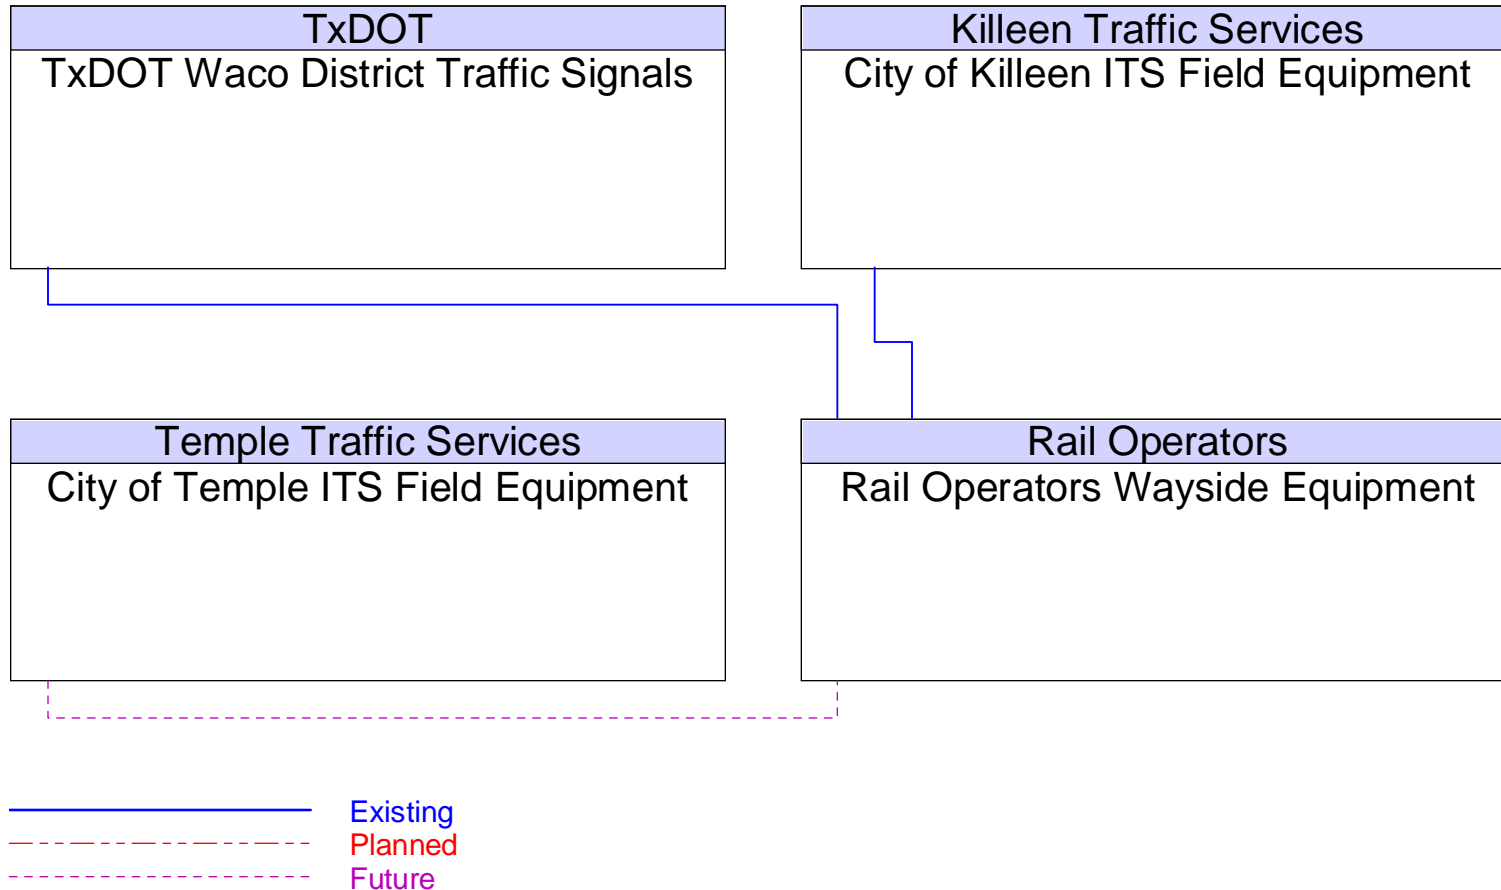 TxDOT
TxDOT Waco District Traffic Signals
Killeen Traffic Services
City of Killeen ITS Field Equipment
Temple Traffic Services
City of Temple ITS Field Equipment
Rail Operators
Rail Operators Wayside Equipment
Existing
Planned
Future